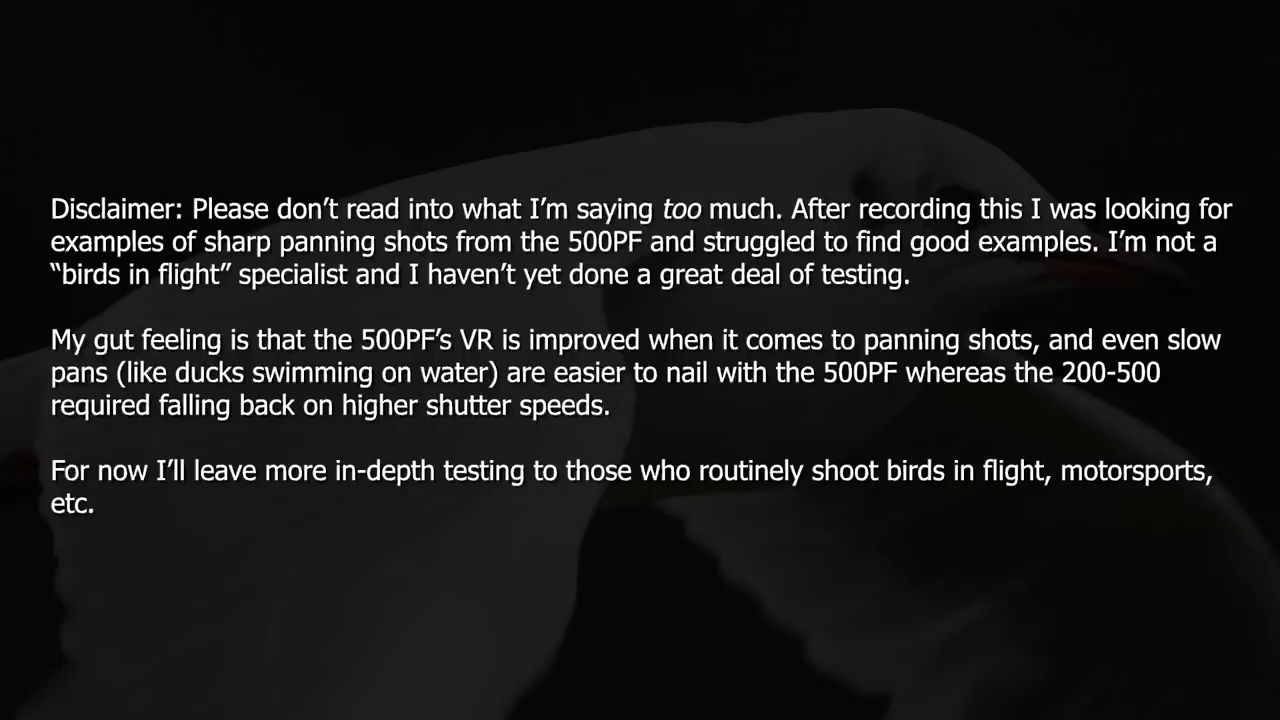 Disclaimer: Please don’t read into what I’m saying too much. After recording this I was looking for
examples of sharp panning shots from the 500PF and struggled to find good examples. I’m not a
“birds in flight” specialist and I haven’t yet done a great deal of testing.
My gut feeling is that the 500PF’s VR is improved when it comes to panning shots, and even slow
pans (like ducks swimming on water) are easier to nail with the 500PF whereas the 200-500
required falling back on higher shutter speeds.
For now I’ll leave more in-depth testing to those who routinely shoot birds in flight, motorsports,
etc.